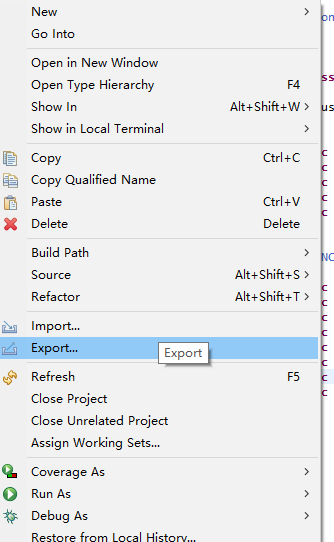 New
Go Into
Open in New Window
Open Type Hierarchy F4
Show In Alt+Shift+W
Show in Local Terminal
Copy Ctrl+C
Copy Qualified Name
Paste Ctrl+V
Delete Delete
Build Path
Source Alt+Shift+S
Refactor Alt+Shift+T
Import...
Export...
Export
Refresh F5
Close Project
Close Unrelated Project
Assign Working Sets...
Coverage As
Run As
Debug As
Restore from Local History...